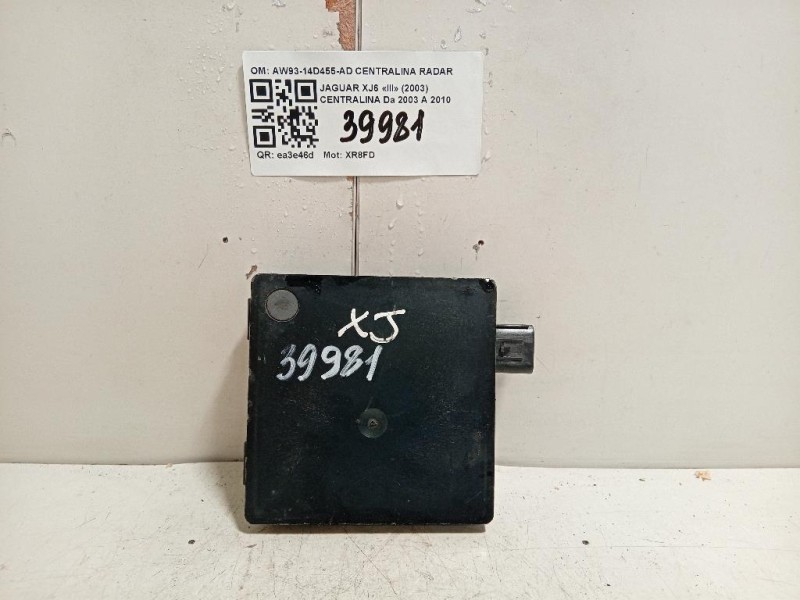 OM: AW93-14D455-AD CENTRALINA RADAR
JAGUAR XJ6 «III» (2003)
CENTRALINA Da 2003 A 2010
39981
QR: ea3e46d Mot: XR8FD
XJ
39981